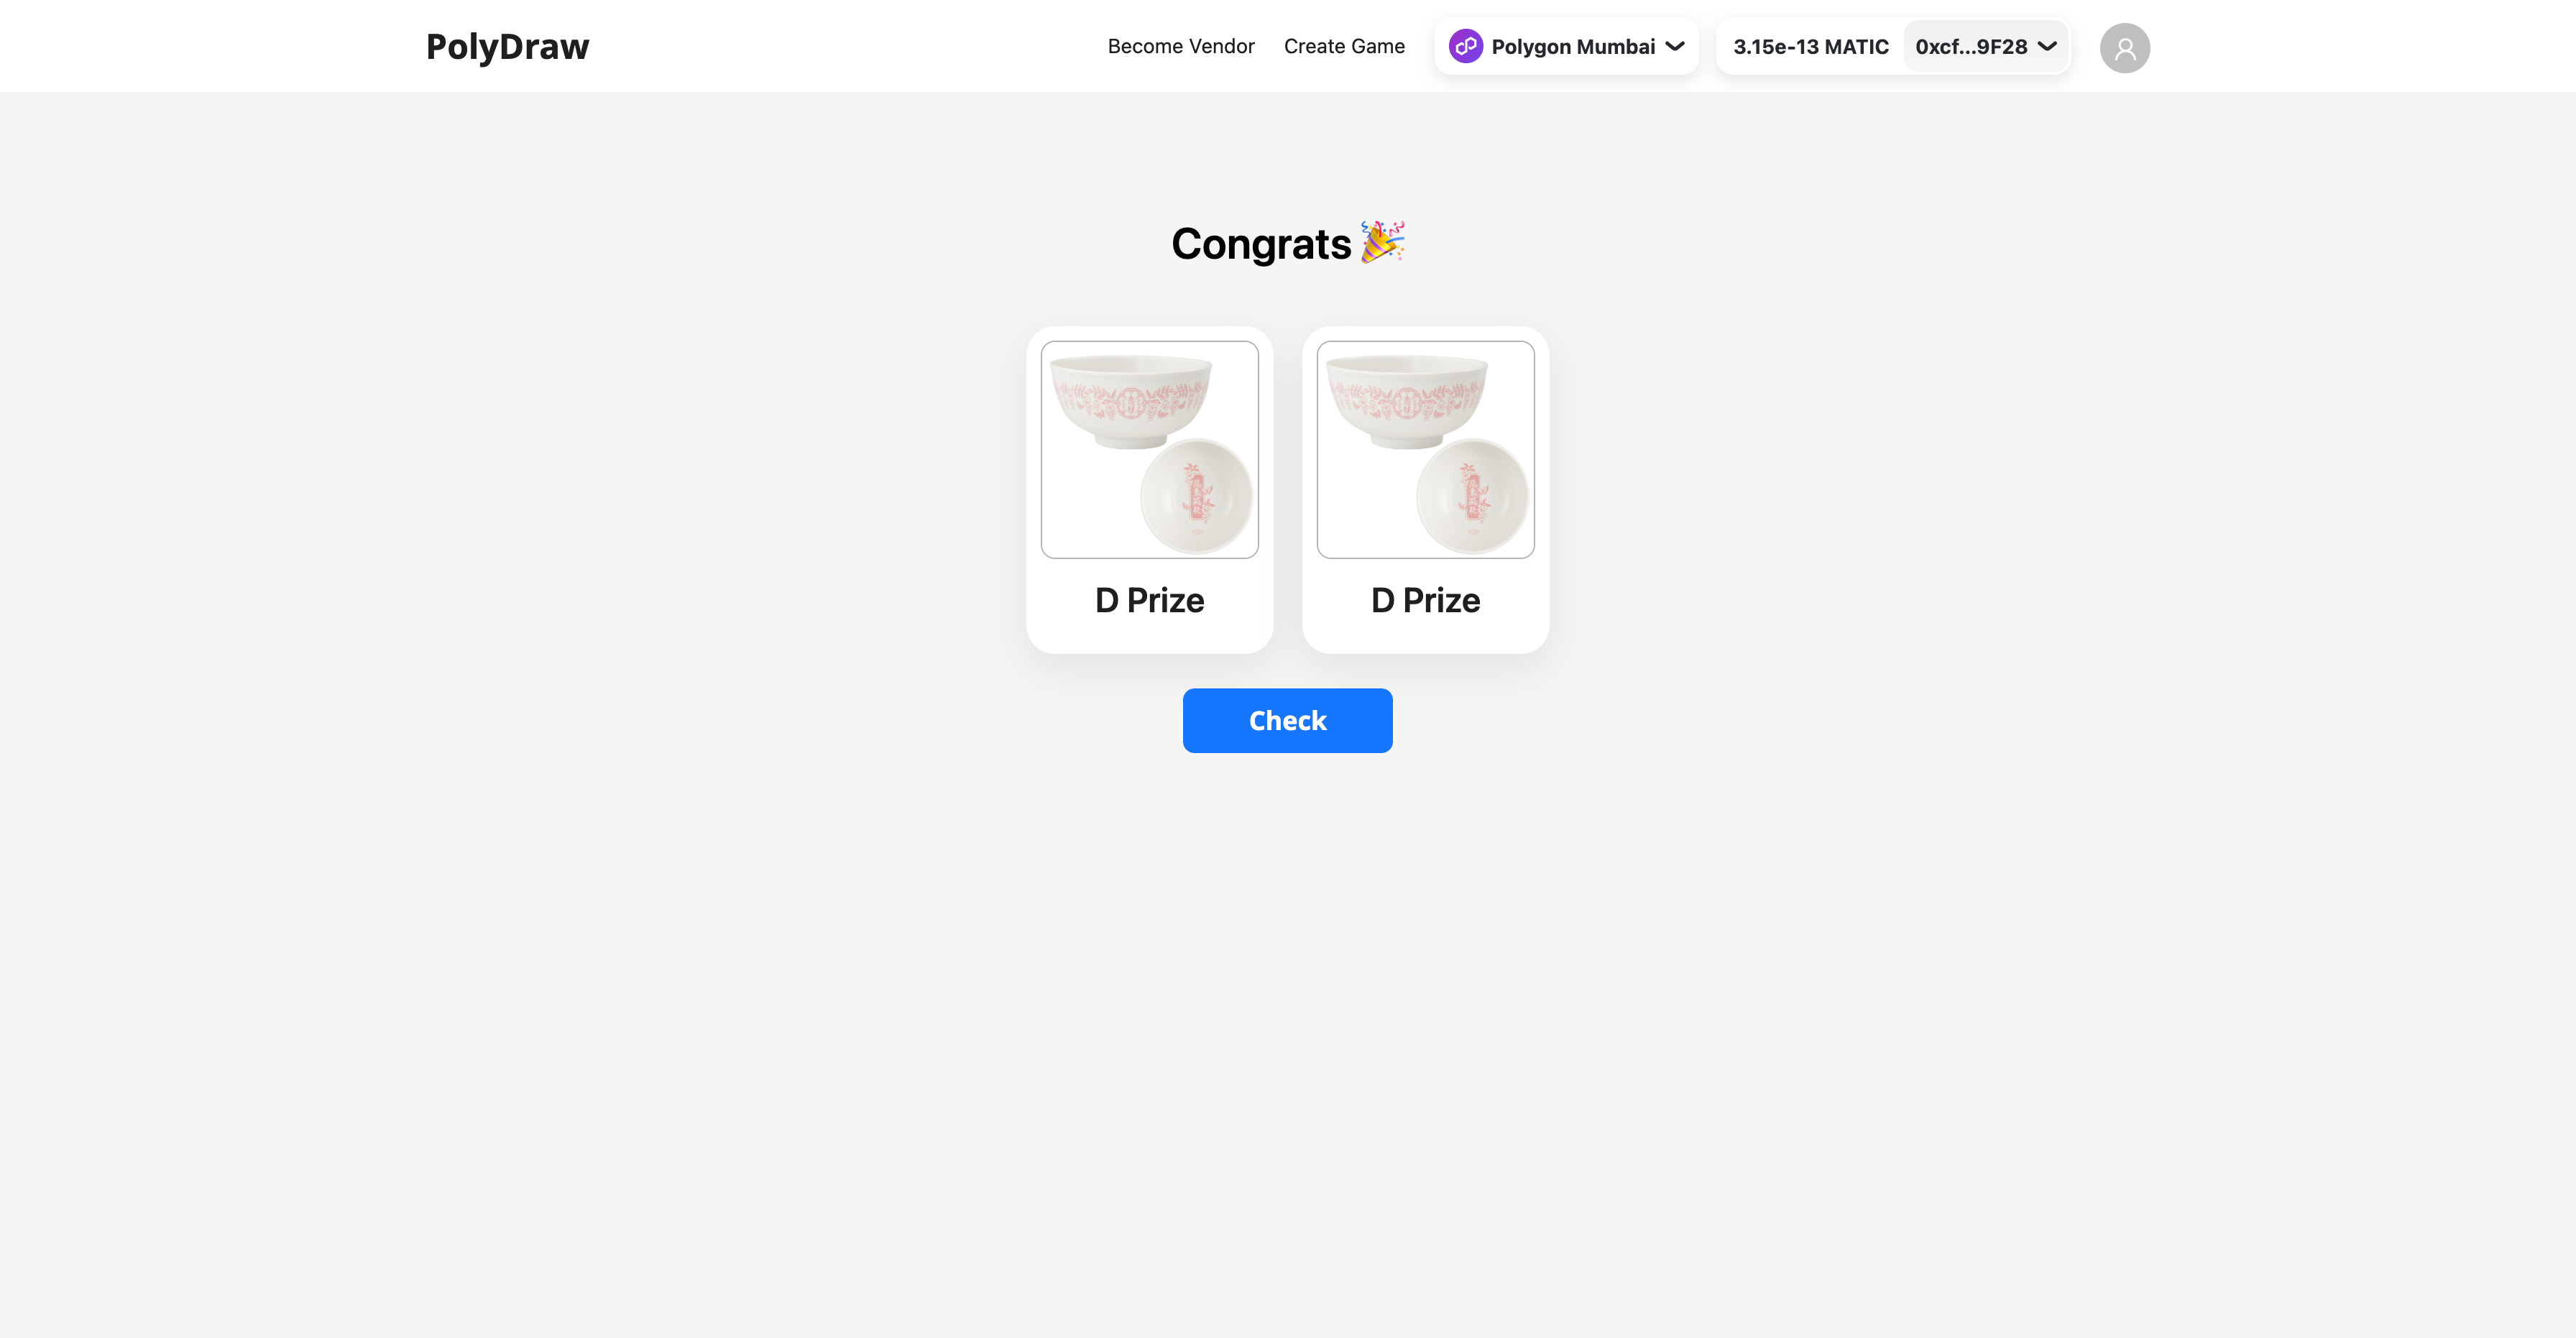 PolyDraw
Become Vendor
Create Game
Polygon Mumbai
3.15e-13 MATIC
0xcf...9F28
Congrats 🎉
D Prize
D Prize
Check